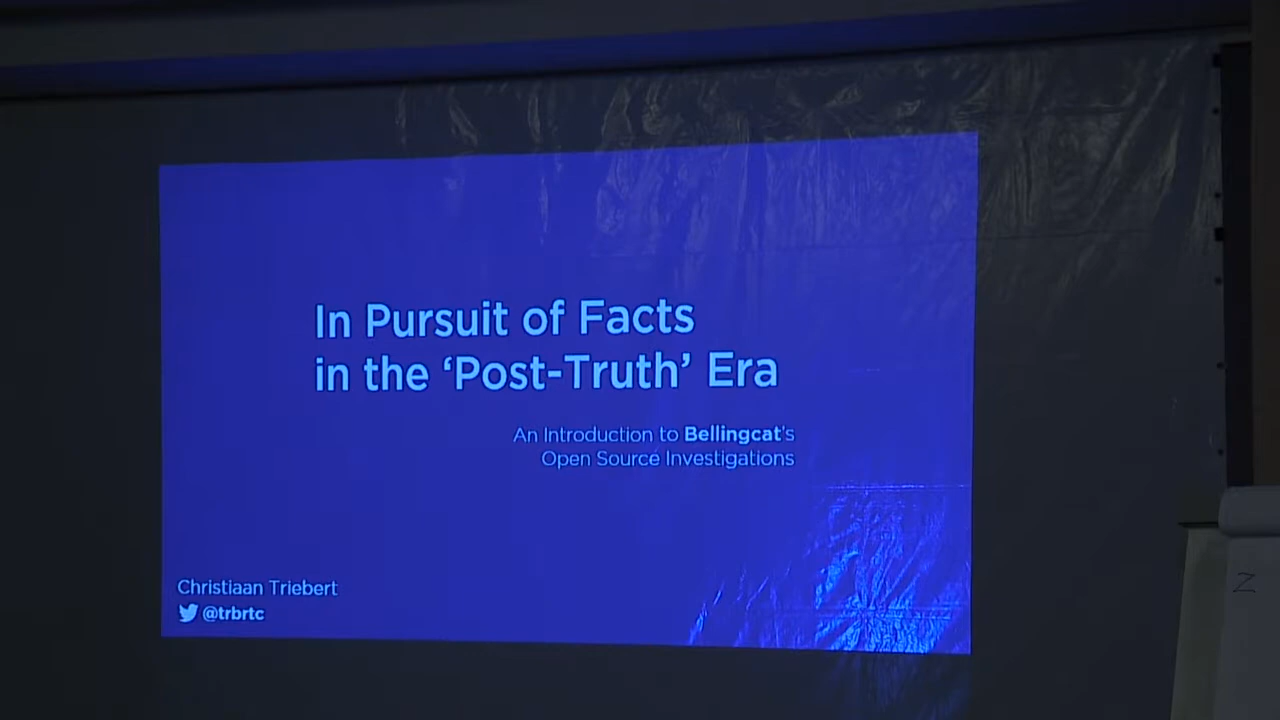 In Pursuit of Facts
in the ‘Post-Truth’ Era
An Introduction to Bellingcat's
Open Source Investigations
Christiaan Triebert
@trbrtc
Z